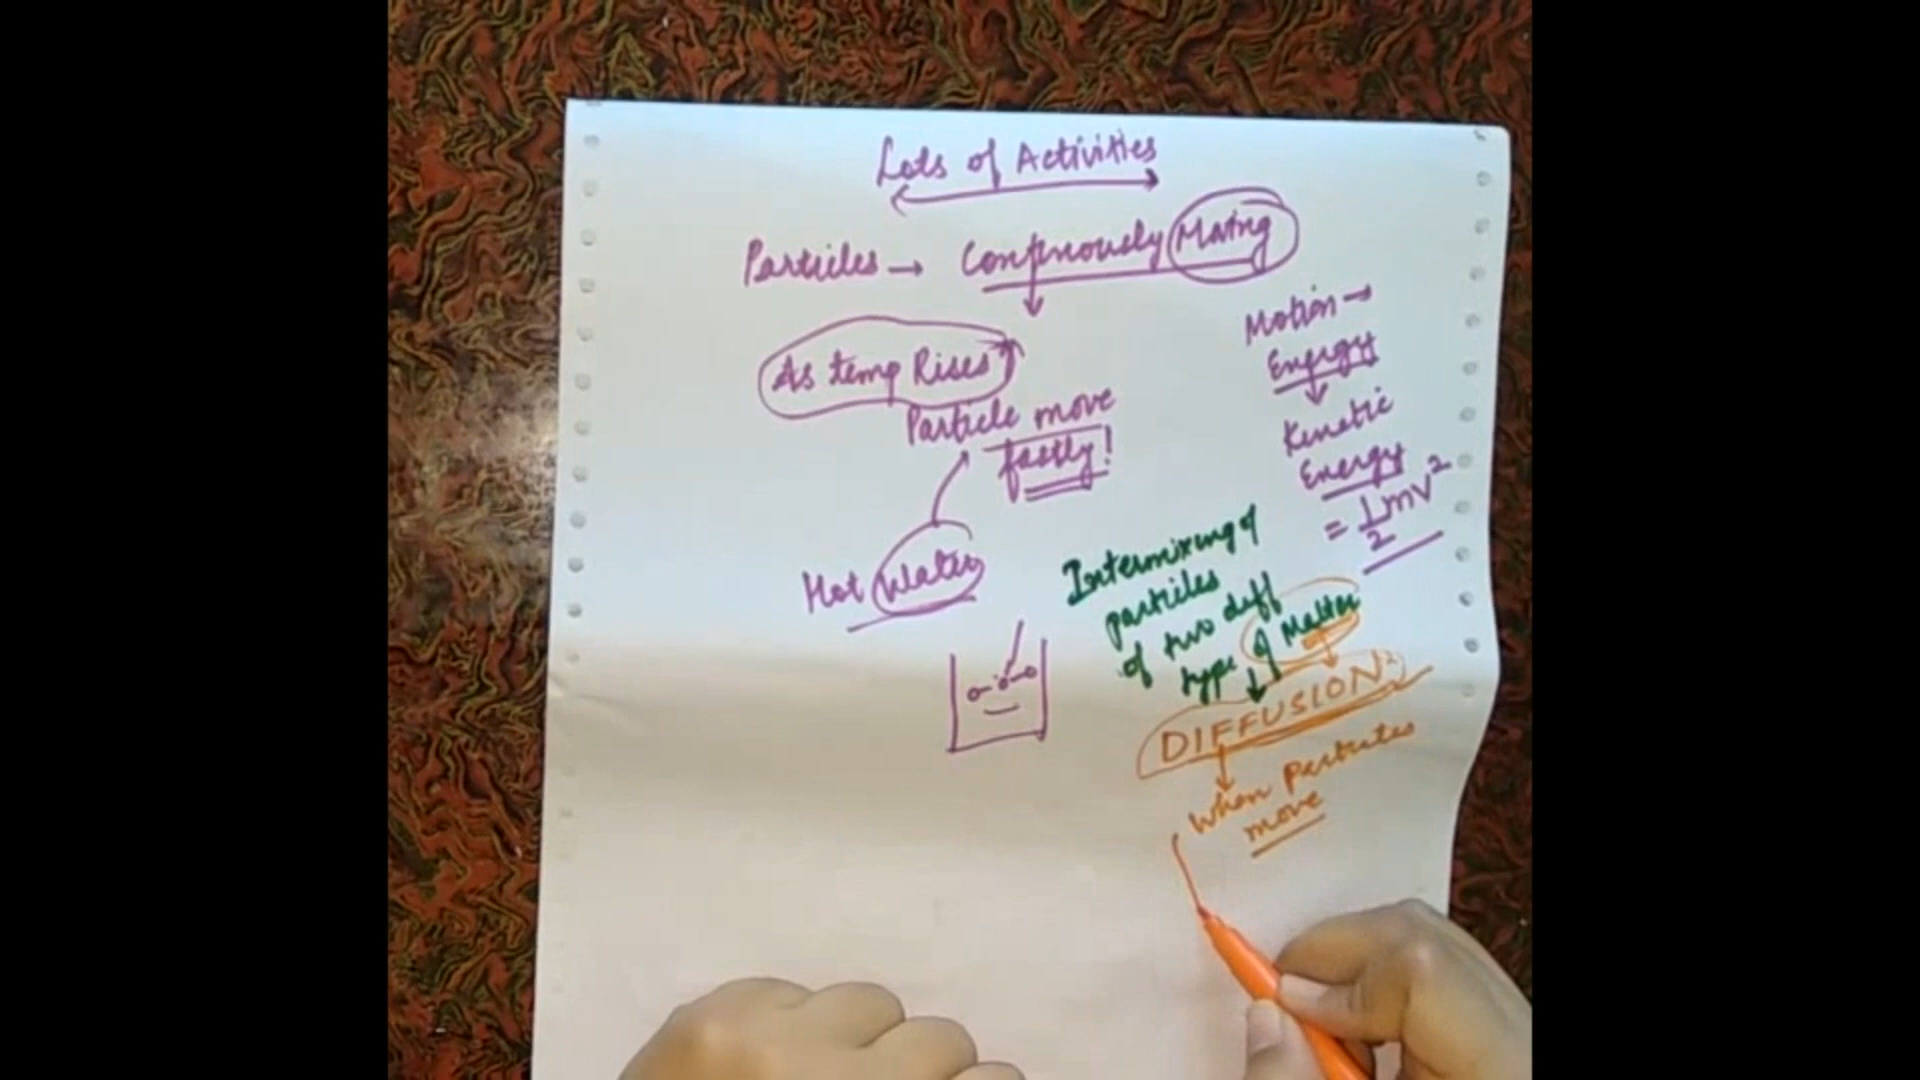 Lots of Activities
Particles → Continuously Moving
As temp Rises ↑
Particle move
fastly!
Hot Water
Motion →
Energy
Kinetic
Energy
= 1/2 mv²
Intermixing of
particles
of two diff
type of Matter
DIFFUSION
When Particles
move